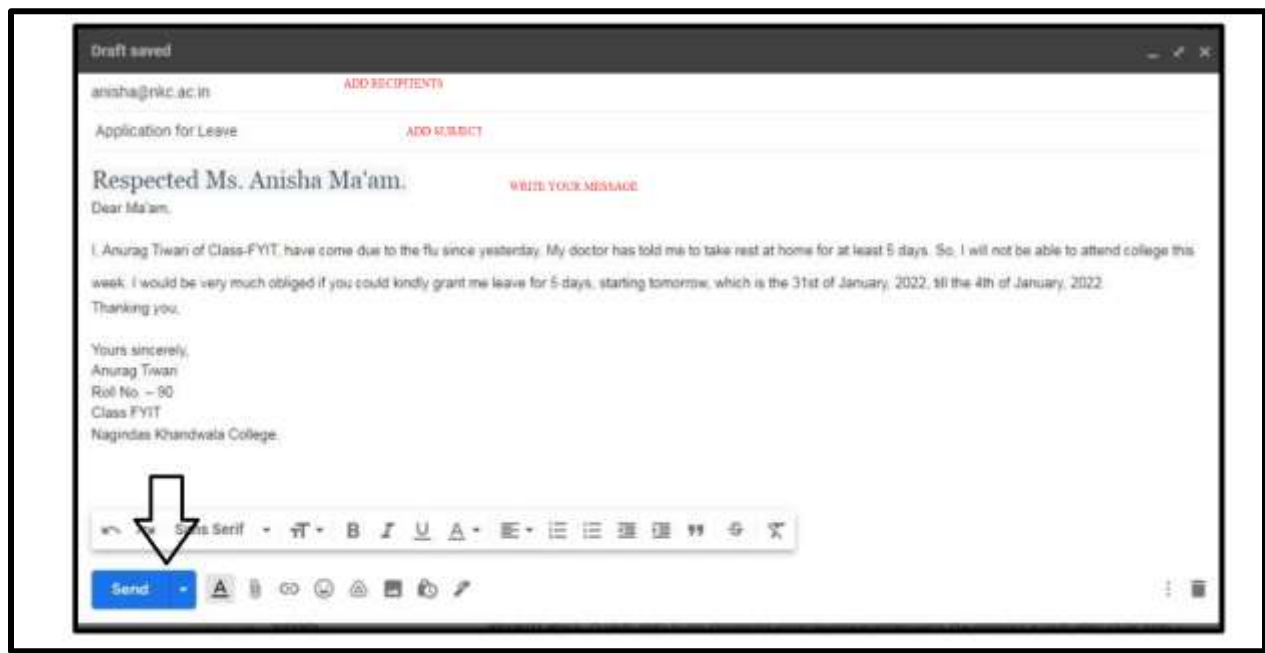 Draft saved
anisha@nkc.ac.in ADD RECIPIENTS
Application for Leave ADD SUBJECT
Respected Ms. Anisha Ma'am. WRITE YOUR MESSAGE
Dear Ma'am,
I, Anurag Tiwari of Class-FYIT, have come due to the flu since yesterday. My doctor has told me to take rest at home for at least 5 days. So, I will not be able to attend college this
week. I would be very much obliged if you could kindly grant me leave for 5 days, starting tomorrow, which is the 31st of January, 2022, till the 4th of January, 2022.
Thanking you,
Yours sincerely,
Anurag Tiwari
Roll No. – 90
Class FYIT
Nagindas Khandwala College.
Sans Serif
Send